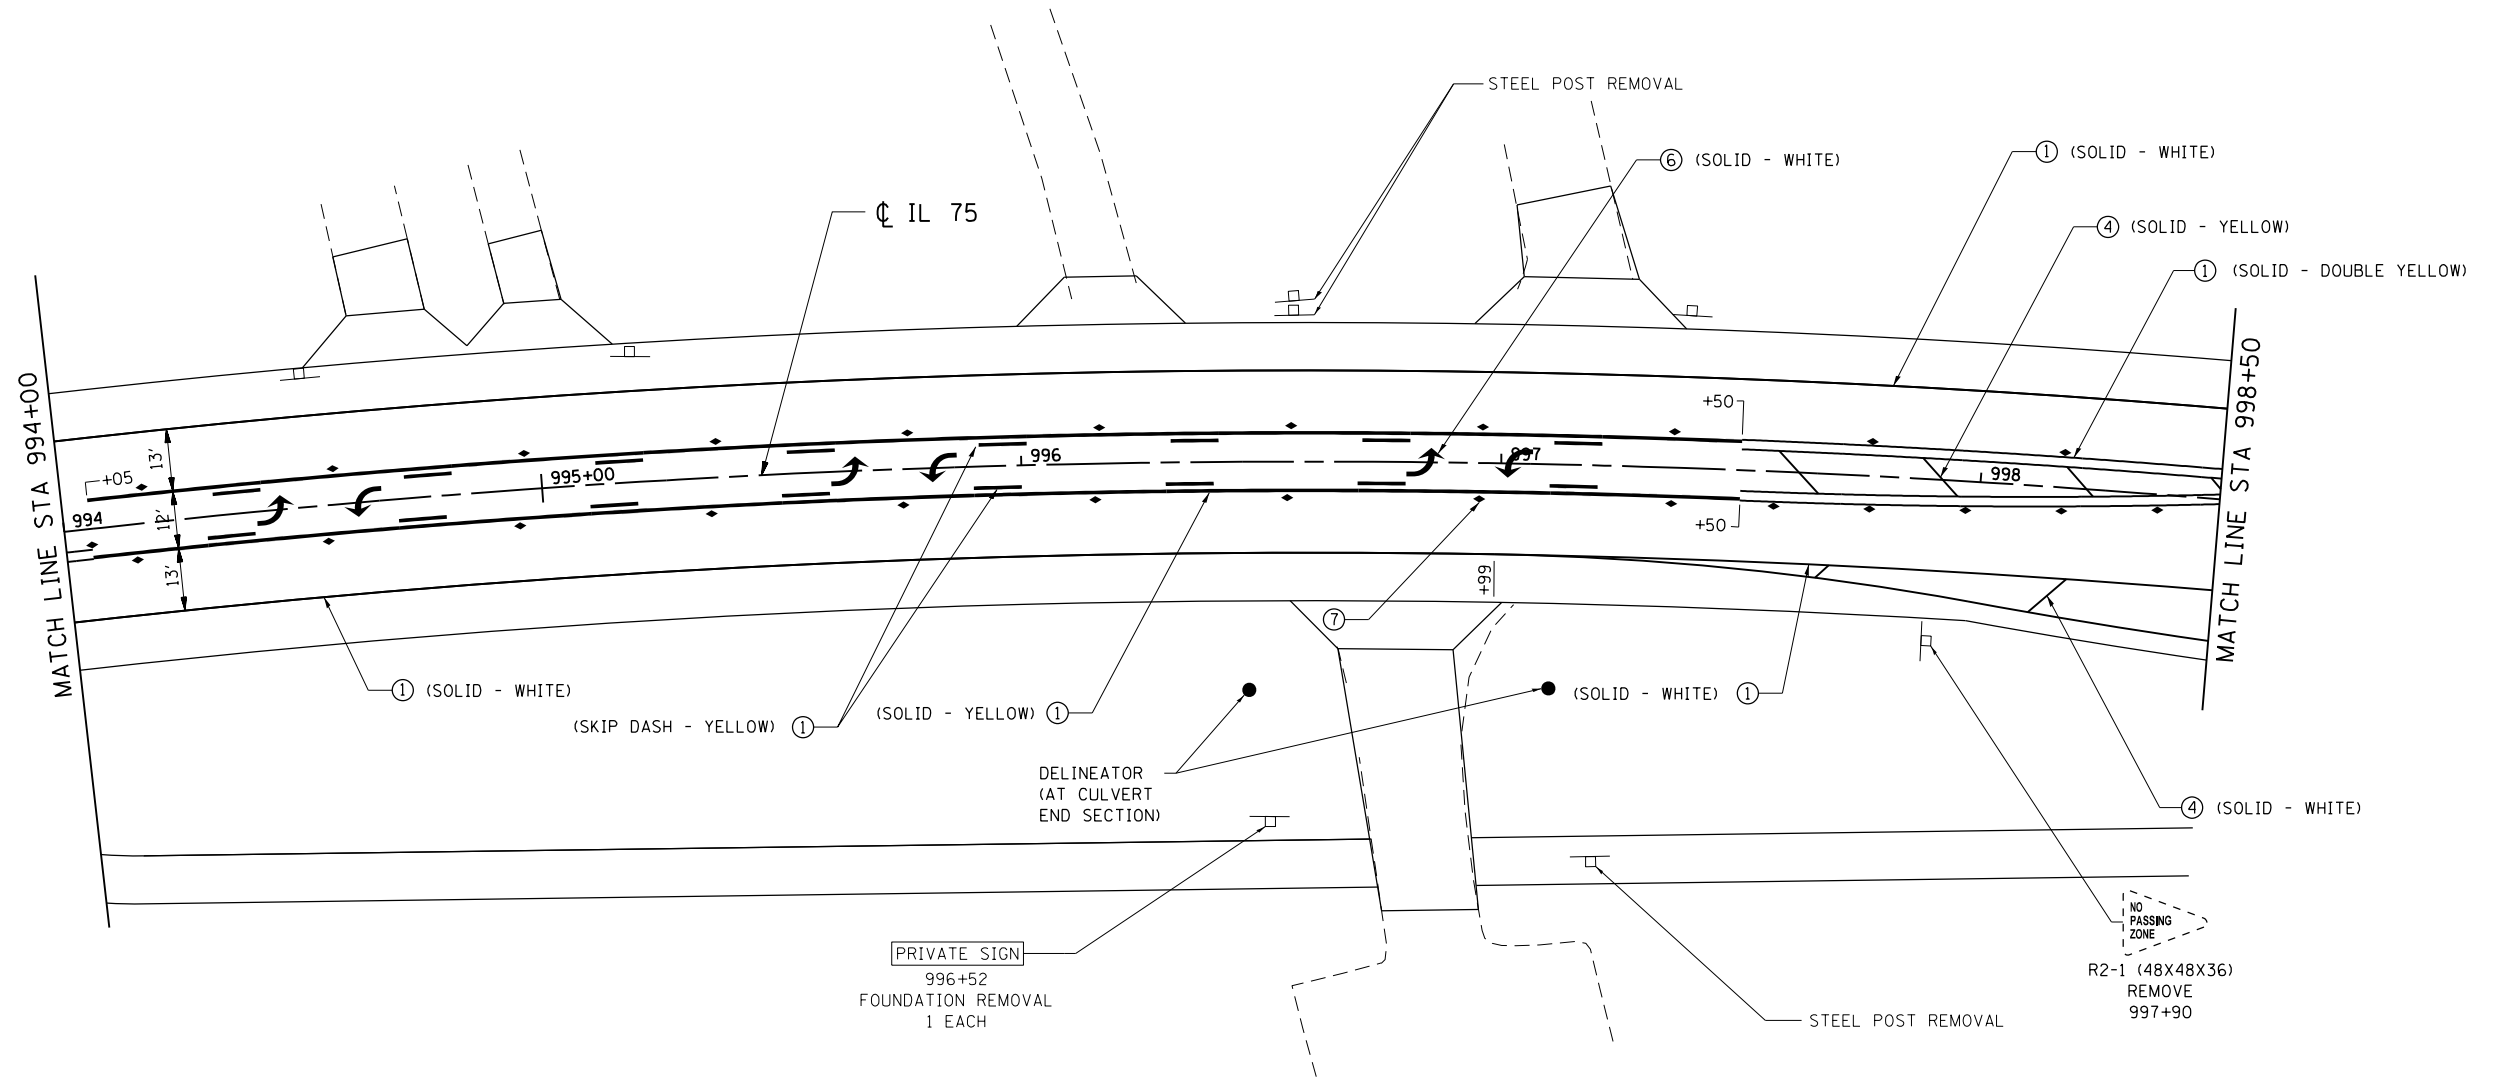 STEEL POST REMOVAL
6 (SOLID - WHITE)
1 (SOLID - WHITE)
℄ IL 75
4 (SOLID - YELLOW)
1 (SOLID - DOUBLE YELLOW)
MATCH LINE STA 994+00
MATCH LINE STA 998+50
+50
+05
13'
12'
13'
994
995+00
996
997
998
+50
+99
7
1 (SOLID - WHITE)
(SKIP DASH - YELLOW) 1
(SOLID - YELLOW) 1
(SOLID - WHITE) 1
DELINEATOR
(AT CULVERT
END SECTION)
4 (SOLID - WHITE)
PRIVATE SIGN
996+52
FOUNDATION REMOVAL
1 EACH
STEEL POST REMOVAL
NO
PASSING
ZONE
R2-1 (48X48X36)
REMOVE
997+90